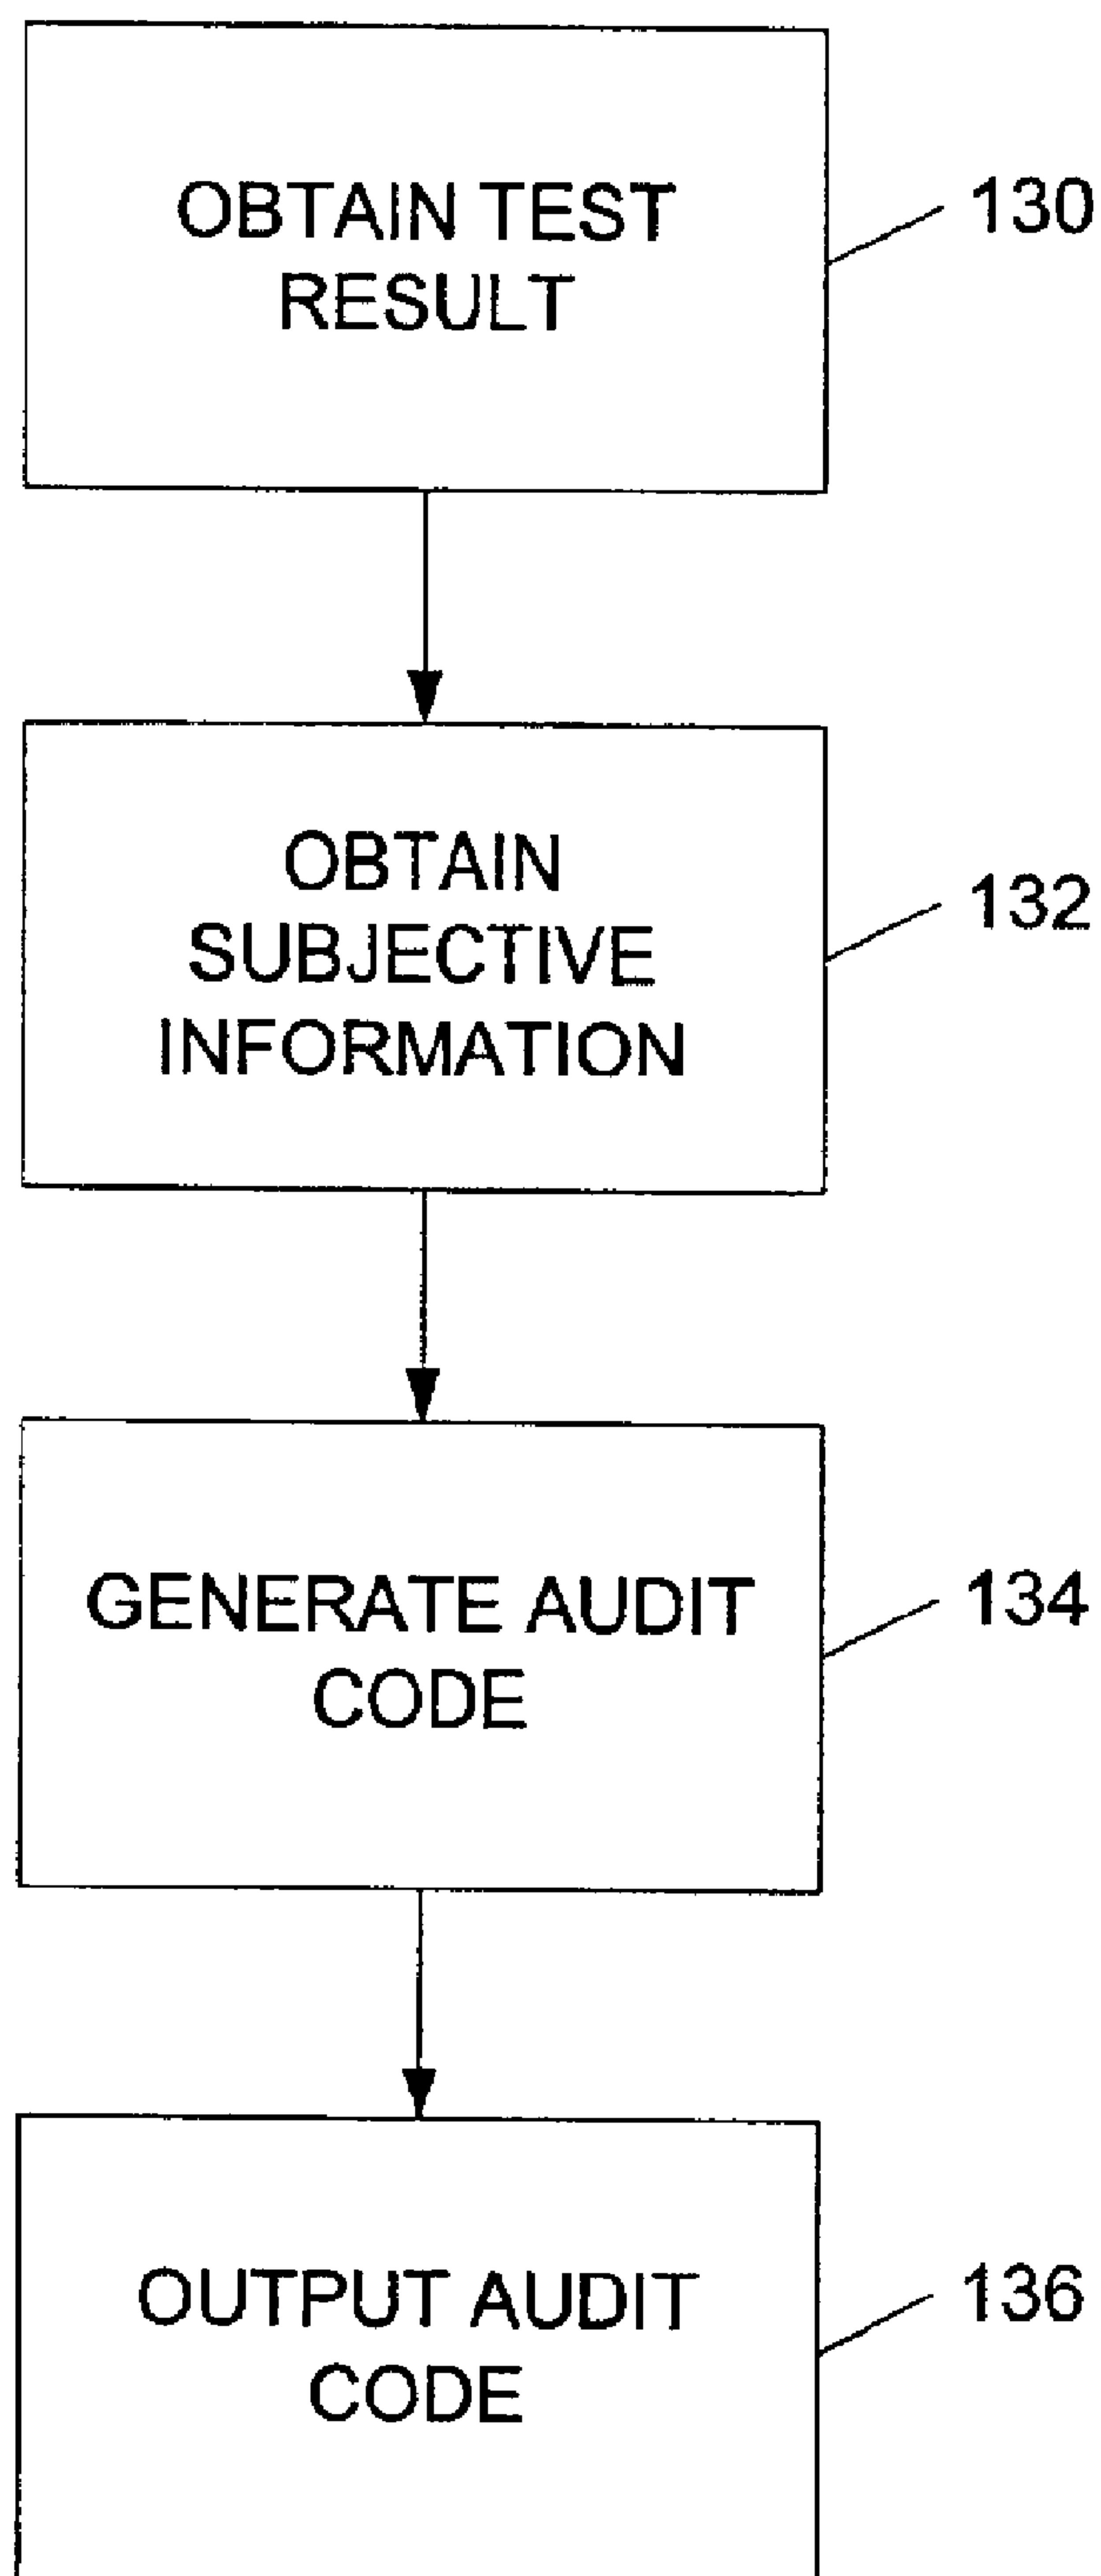 OBTAIN TEST
RESULT
130
OBTAIN
SUBJECTIVE
INFORMATION
132
GENERATE AUDIT
CODE
134
OUTPUT AUDIT
CODE
136